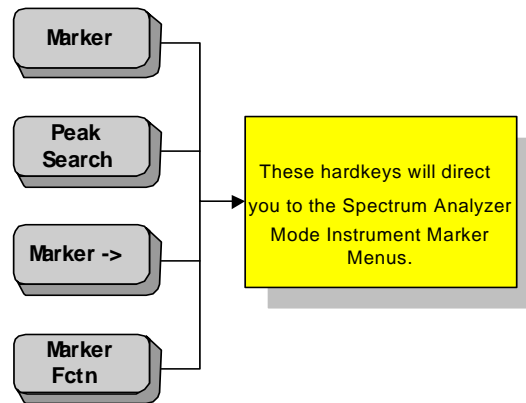 Marker
Peak
Search
Marker ->
Marker
Fctn
These hardkeys will direct
you to the Spectrum Analyzer
Mode Instrument Marker
Menus.